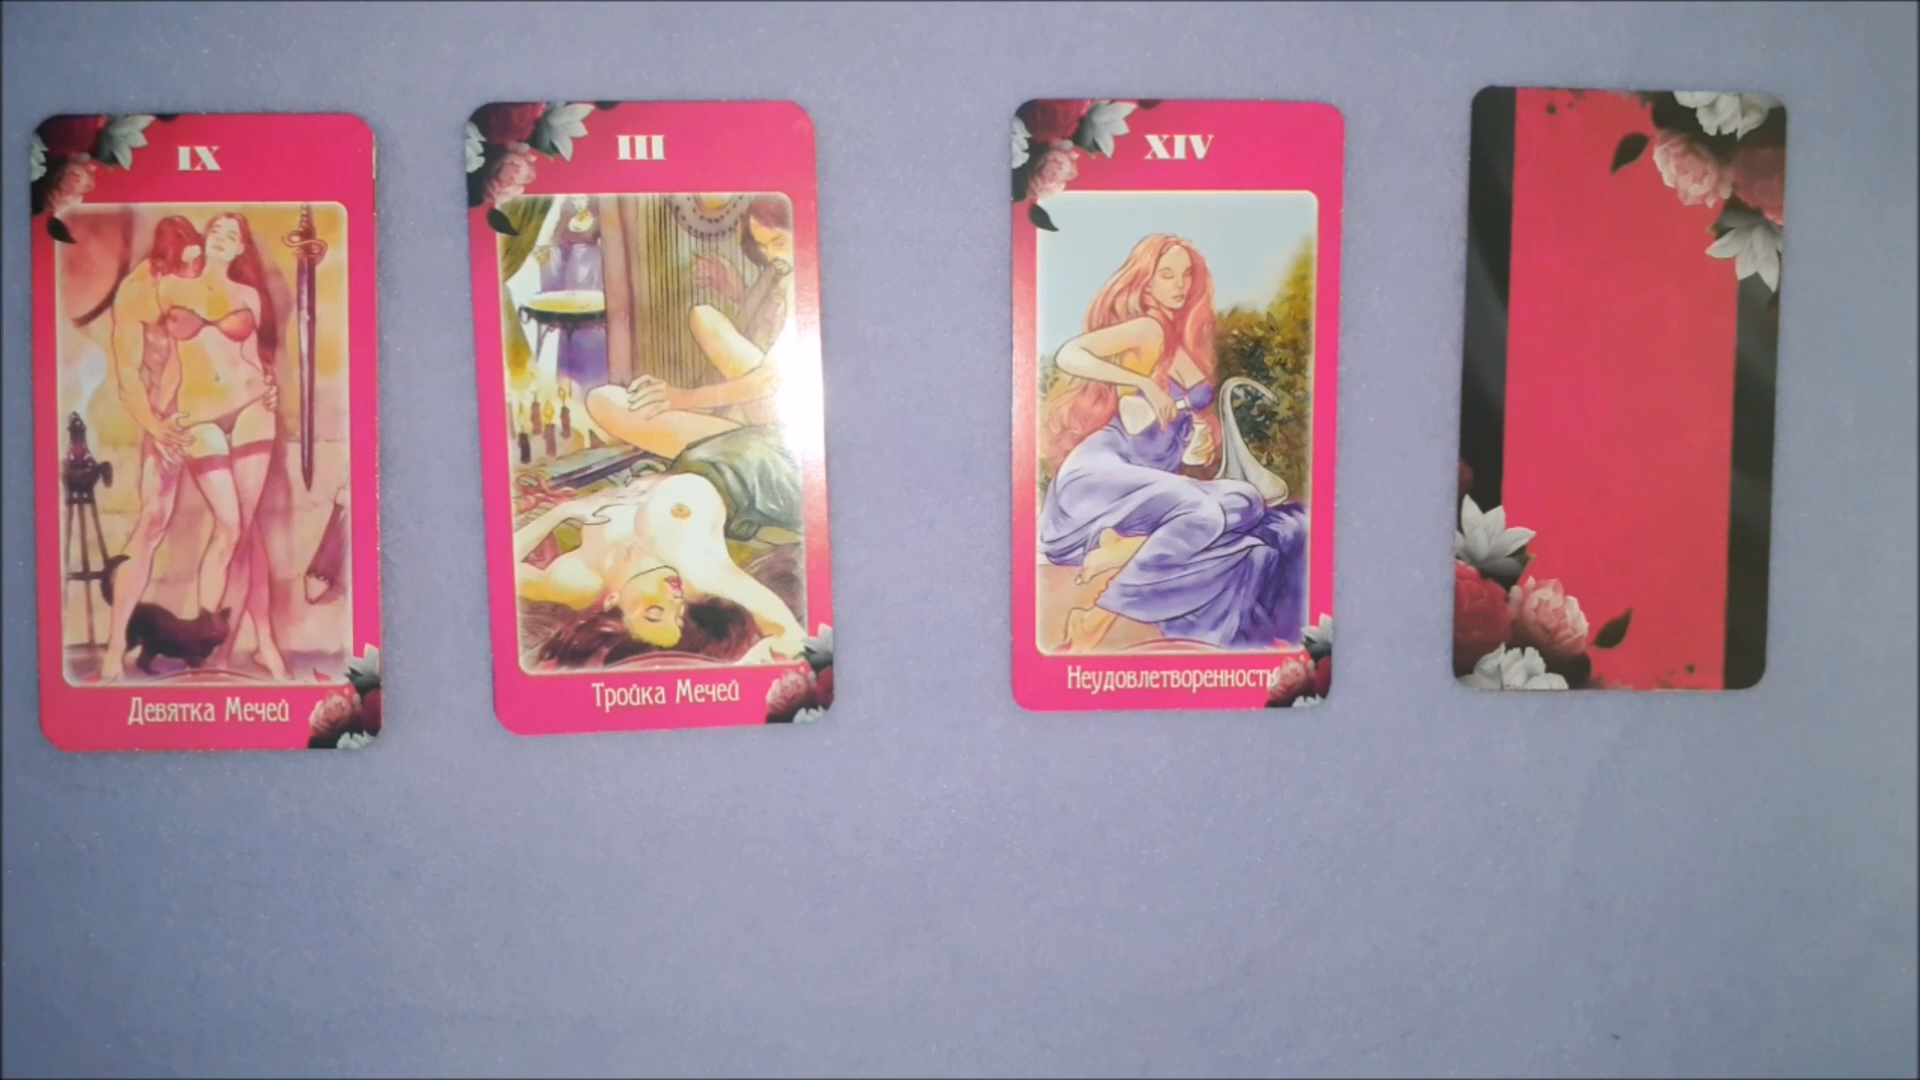 IX
Девятка Мечей
III
Тройка Мечей
XIV
Неудовлетворенность